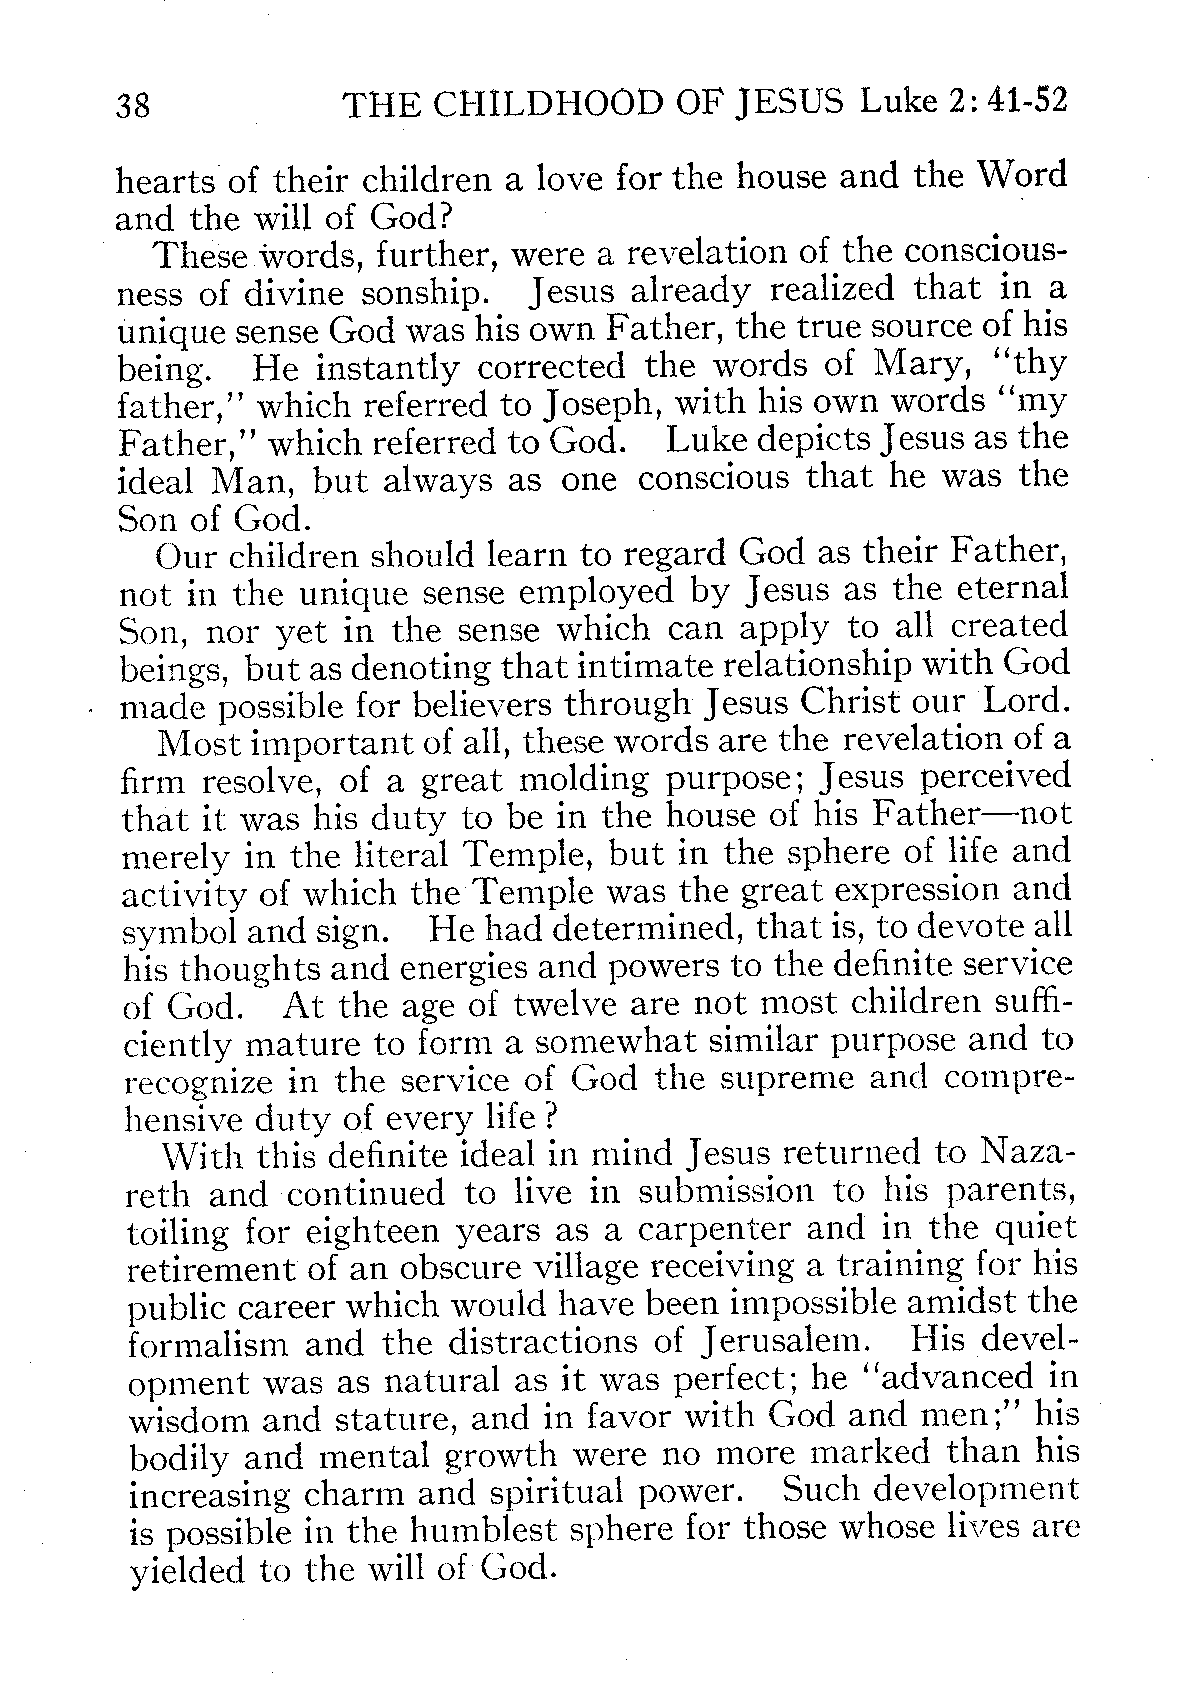 38 THE CHILDHOOD OF JESUS Luke 2: 41-52
hearts of their children a love for the house and the Word
and the will of God?
These words, further, were a revelation of the conscious-
ness of divine sonship. Jesus already realized that in a
unique sense God was his own Father, the true source of his
being. He instantly corrected the words of Mary, "thy
father," which referred to Joseph, with his own words "my
Father," which referred to God. Luke depicts Jesus as the
ideal Man, but always as one conscious that he was the
Son of God.
Our children should learn to regard God as their Father,
not in the unique sense employed by Jesus as the eternal
Son, nor yet in the sense which can apply to all created
beings, but as denoting that intimate relationship with God
made possible for believers through Jesus Christ our Lord.
Most important of all, these words are the revelation of a
firm resolve, of a great molding purpose; Jesus perceived
that it was his duty to be in the house of his Father—not
merely in the literal Temple, but in the sphere of life and
activity of which the Temple was the great expression and
symbol and sign. He had determined, that is, to devote all
his thoughts and energies and powers to the definite service
of God. At the age of twelve are not most children suffi-
ciently mature to form a somewhat similar purpose and to
recognize in the service of God the supreme and compre-
hensive duty of every life?
With this definite ideal in mind Jesus returned to Naza-
reth and continued to live in submission to his parents,
toiling for eighteen years as a carpenter and in the quiet
retirement of an obscure village receiving a training for his
public career which would have been impossible amidst the
formalism and the distractions of Jerusalem. His devel-
opment was as natural as it was perfect; he "advanced in
wisdom and stature, and in favor with God and men;" his
bodily and mental growth were no more marked than his
increasing charm and spiritual power. Such development
is possible in the humblest sphere for those whose lives are
yielded to the will of God.